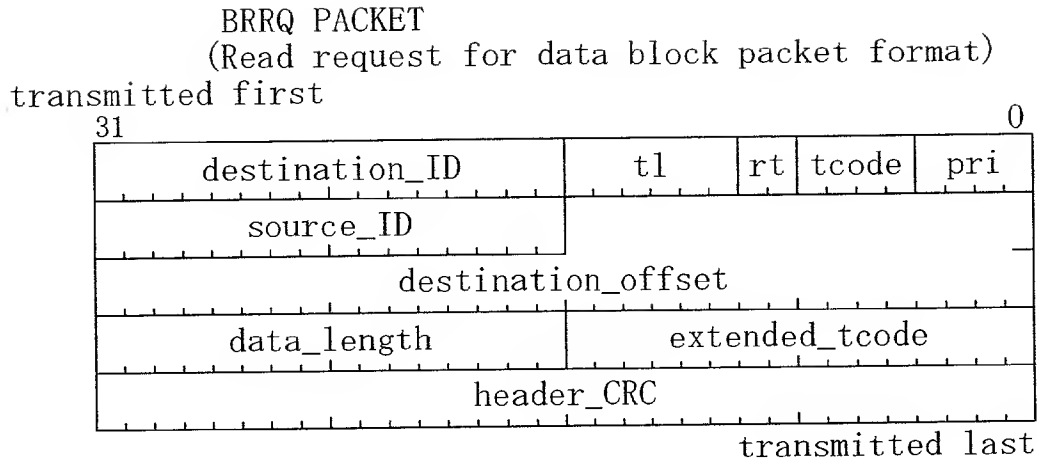 BRRQ PACKET
(Read request for data block packet format)
transmitted first
31 0
destination_ID tl rt tcode pri
source_ID
destination_offset
data_length extended_tcode
header_CRC
transmitted last